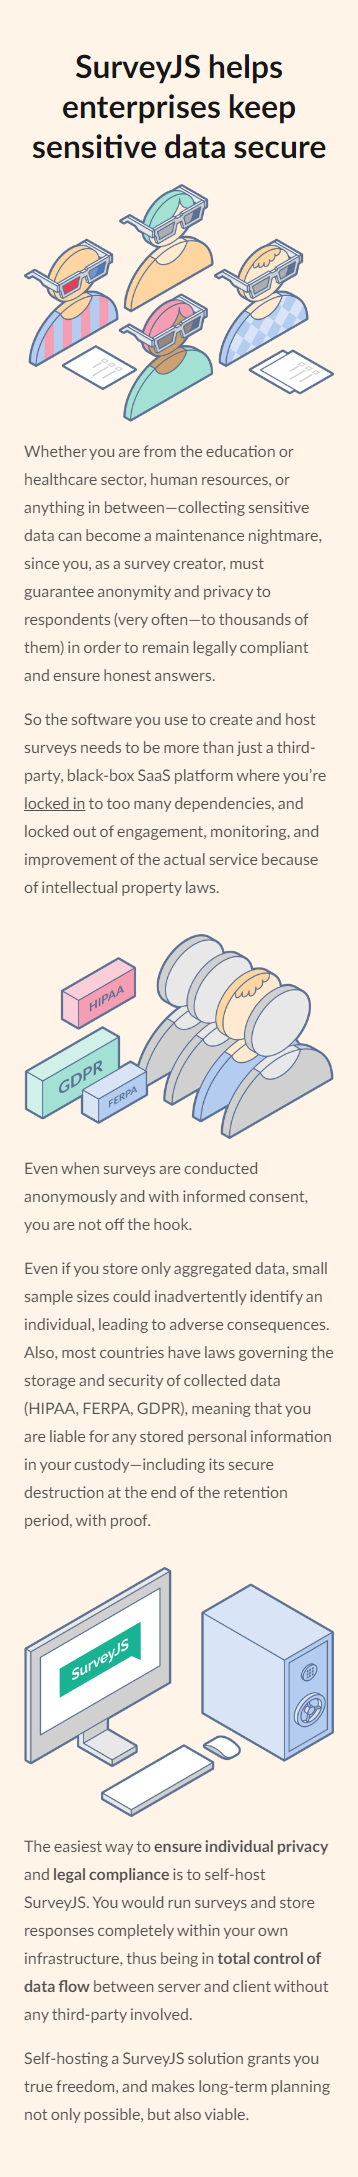 SurveyJS helps
enterprises keep
sensitive data secure
Whether you are from the education or
healthcare sector, human resources, or
anything in between—collecting sensitive
data can become a maintenance nightmare,
since you, as a survey creator, must
guarantee anonymity and privacy to
respondents (very often—to thousands of
them) in order to remain legally compliant
and ensure honest answers.
So the software you use to create and host
surveys needs to be more than just a third-
party, black-box SaaS platform where you're
locked in to too many dependencies, and
locked out of engagement, monitoring, and
improvement of the actual service because
of intellectual property laws.
HIPAA
GDPR
FERPA
Even when surveys are conducted
anonymously and with informed consent,
you are not off the hook.
Even if you store only aggregated data, small
sample sizes could inadvertently identify an
individual, leading to adverse consequences.
Also, most countries have laws governing the
storage and security of collected data
(HIPAA, FERPA, GDPR), meaning that you
are liable for any stored personal information
in your custody—including its secure
destruction at the end of the retention
period, with proof.
SurveyJS
The easiest way to ensure individual privacy
and legal compliance is to self-host
SurveyJS. You would run surveys and store
responses completely within your own
infrastructure, thus being in total control of
data flow between server and client without
any third-party involved.
Self-hosting a SurveyJS solution grants you
true freedom, and makes long-term planning
not only possible, but also viable.